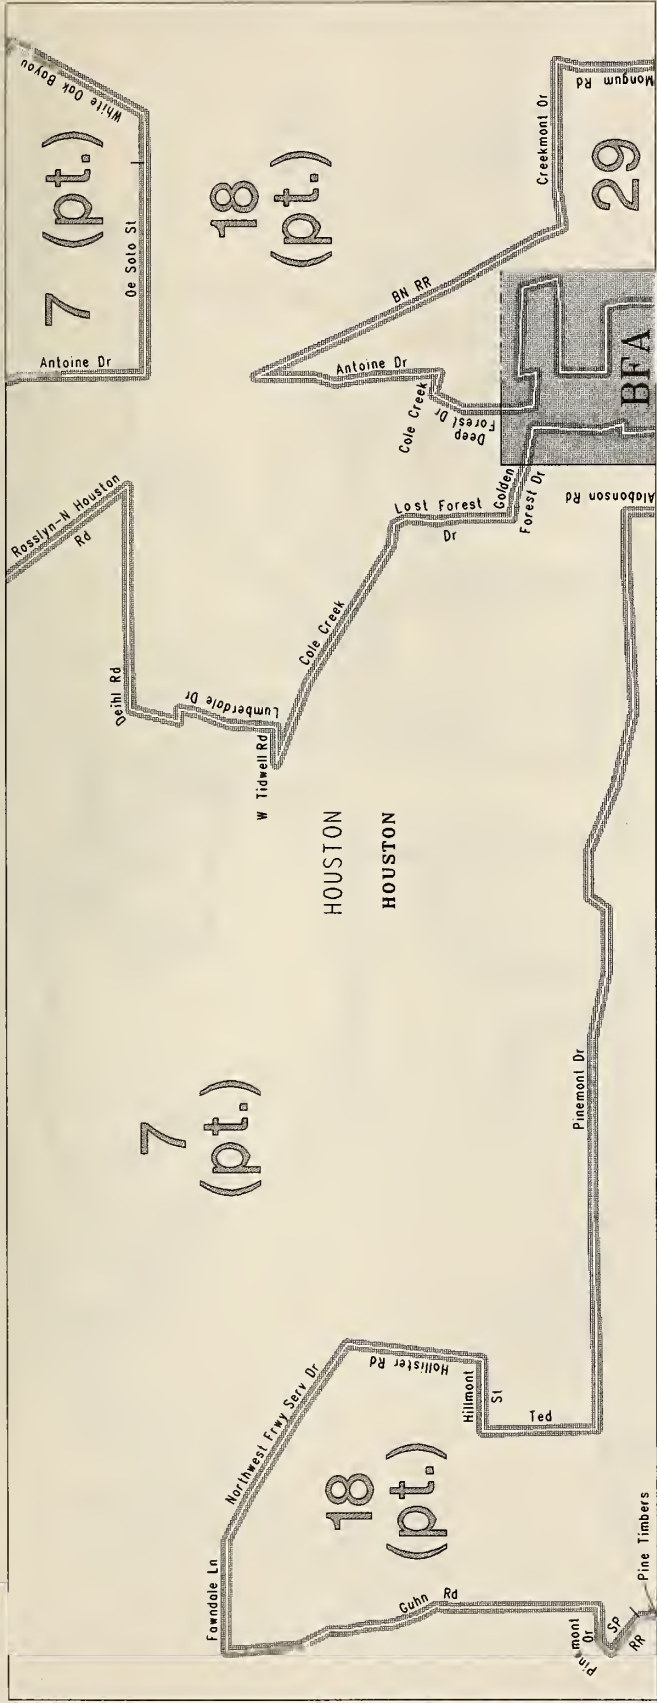 White Oak Bayou
7 (pt.)
De Soto St
Antoine Dr
18
(pt.)
Mongum
Rd
Creekmont Dr
29
BN RR
Antoine Dr
Cole Creek
Deep
Forest Dr
BFA
Rosslyn-N Houston
Rd
Deihl Rd
Lumberdale Dr
W Tidwell Rd
Cole Creek
Lost Forest
Dr
Golden
Forest Dr
Alabonson Rd
HOUSTON
HOUSTON
7
(pt.)
Pinemont Dr
Northwest Frwy Serv Dr
Hollister Rd
Hillmont
St
Ted
18
(pt.)
Fawndale Ln
Guhn Rd
Pinemont
Dr
SP
RR
Pine Timbers